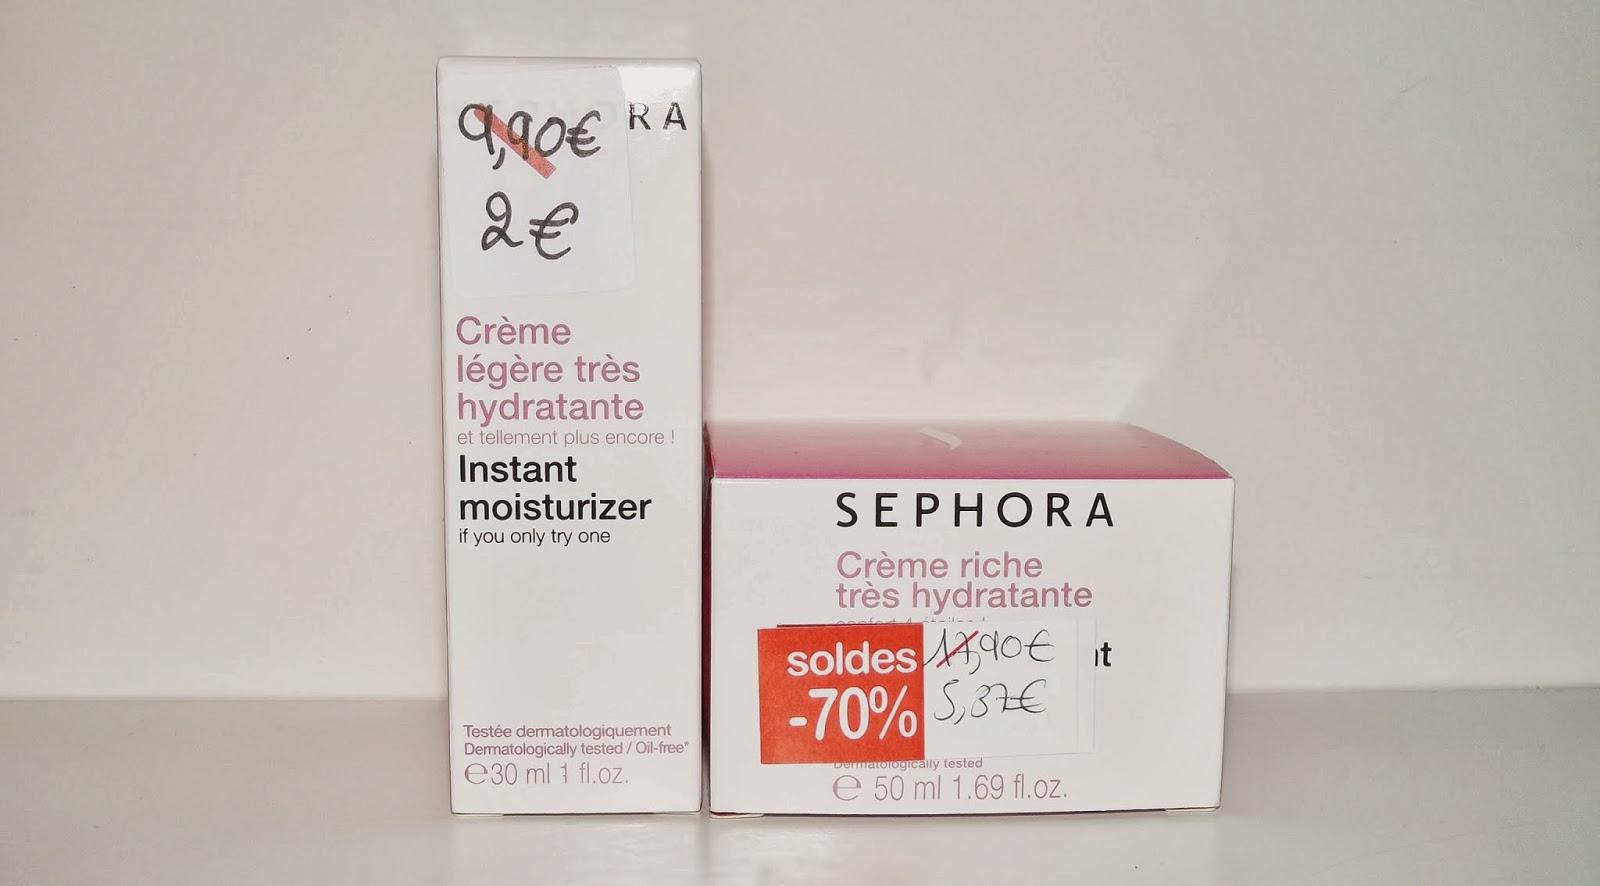 RA
9,90€
2€
Crème
légère très
hydratante
et tellement plus encore !
Instant
moisturizer
if you only try one
Testée dermatologiquement
Dermatologically tested / Oil-free*
℮30 ml 1 fl.oz.
SEPHORA
Crème riche
très hydratante
soldes
-70%
17,90€
5,37€
Dermatologically tested
℮ 50 ml 1.69 fl.oz.